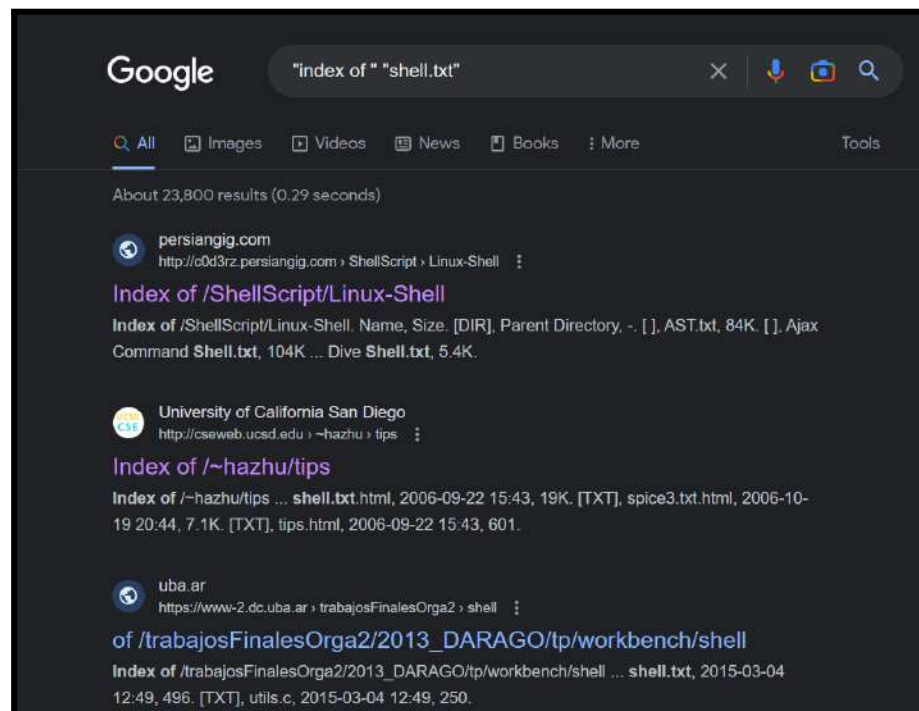 Google
"index of " "shell.txt"
All Images Videos News Books More Tools
About 23,800 results (0.29 seconds)
persiangig.com
http://c0d3rz.persiangig.com › ShellScript › Linux-Shell
Index of /ShellScript/Linux-Shell
Index of /ShellScript/Linux-Shell. Name, Size. [DIR], Parent Directory, -. [ ], AST.txt, 84K. [ ], Ajax
Command Shell.txt, 104K ... Dive Shell.txt, 5.4K.
UCSD
CSE
University of California San Diego
http://cseweb.ucsd.edu › ~hazhu › tips
Index of /~hazhu/tips
Index of /~hazhu/tips ... shell.txt.html, 2006-09-22 15:43, 19K. [TXT], spice3.txt.html, 2006-10-
19 20:44, 7.1K. [TXT], tips.html, 2006-09-22 15:43, 601.
uba.ar
https://www-2.dc.uba.ar › trabajosFinalesOrga2 › shell
of /trabajosFinalesOrga2/2013_DARAGO/tp/workbench/shell
Index of /trabajosFinalesOrga2/2013_DARAGO/tp/workbench/shell ... shell.txt, 2015-03-04
12:49, 496. [TXT], utils.c, 2015-03-04 12:49, 250.